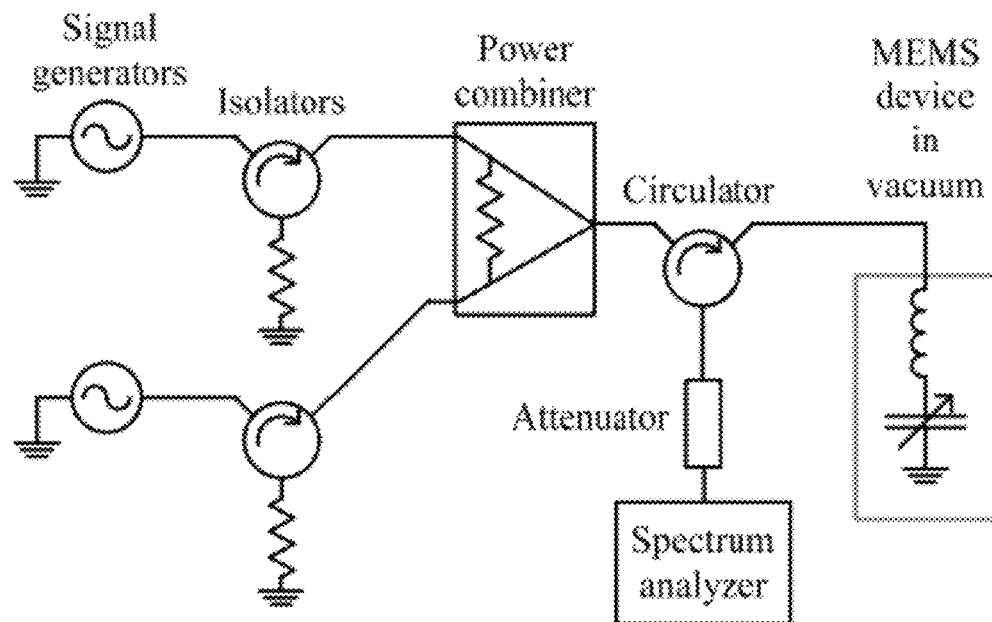 Signal
generators
Isolators
Power
combiner
Circulator
MEMS
device
in
vacuum
Attenuator
Spectrum
analyzer